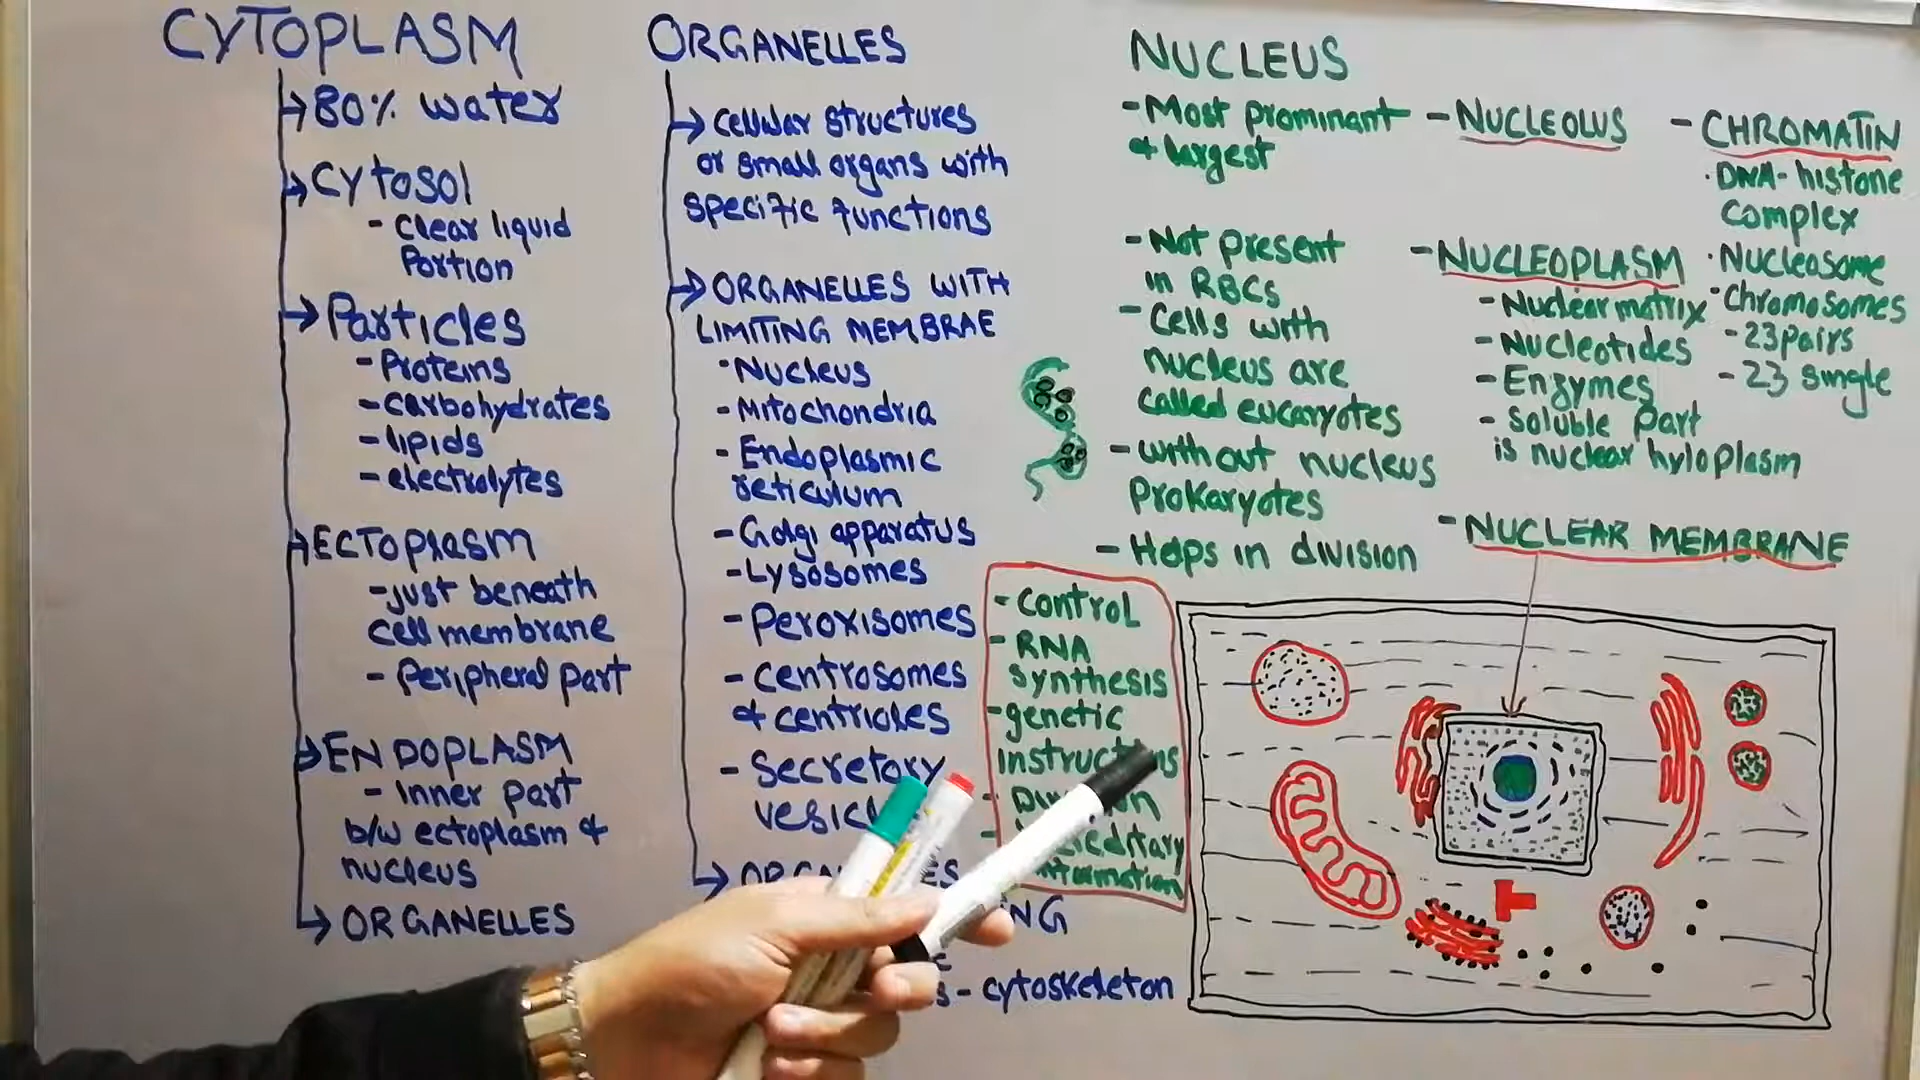 CYTOPLASM
80% water
Cytosol
- Clear liquid
Portion
Particles
- Proteins
- carbohydrates
- lipids
- electrolytes
ECTOPLASM
- just beneath
cell membrane
- Peripheral part
ENDOPLASM
- Inner part
b/w ectoplasm &
nucleus
ORGANELLES
ORGANELLES
Cellular structures
or small organs with
specific functions
ORGANELLES WITH
LIMITING MEMBRAE
- Nucleus
- Mitochondria
- Endoplasmic
reticulum
- Golgi apparatus
- Lysosomes
- Peroxisomes
- Centrosomes
& centrioles
- Secretory
- cytoskeleton
NUCLEUS
- Most prominant
& largest
- Not present
in RBCs
- Cells with
nucleus are
called eucaryotes
- without nucleus
Prokaryotes
- Helps in division
- Control
- RNA
synthesis
- genetic
- NUCLEOLUS
- NUCLEOPLASM
- Nuclear matrix
- Nucleotides
- Enzymes
- Soluble Part
is nuclear hyloplasm
- NUCLEAR MEMBRANE
- CHROMATIN
· DNA- histone
complex
· Nucleosome
· Chromosomes
- 23 pairs
- 23 single